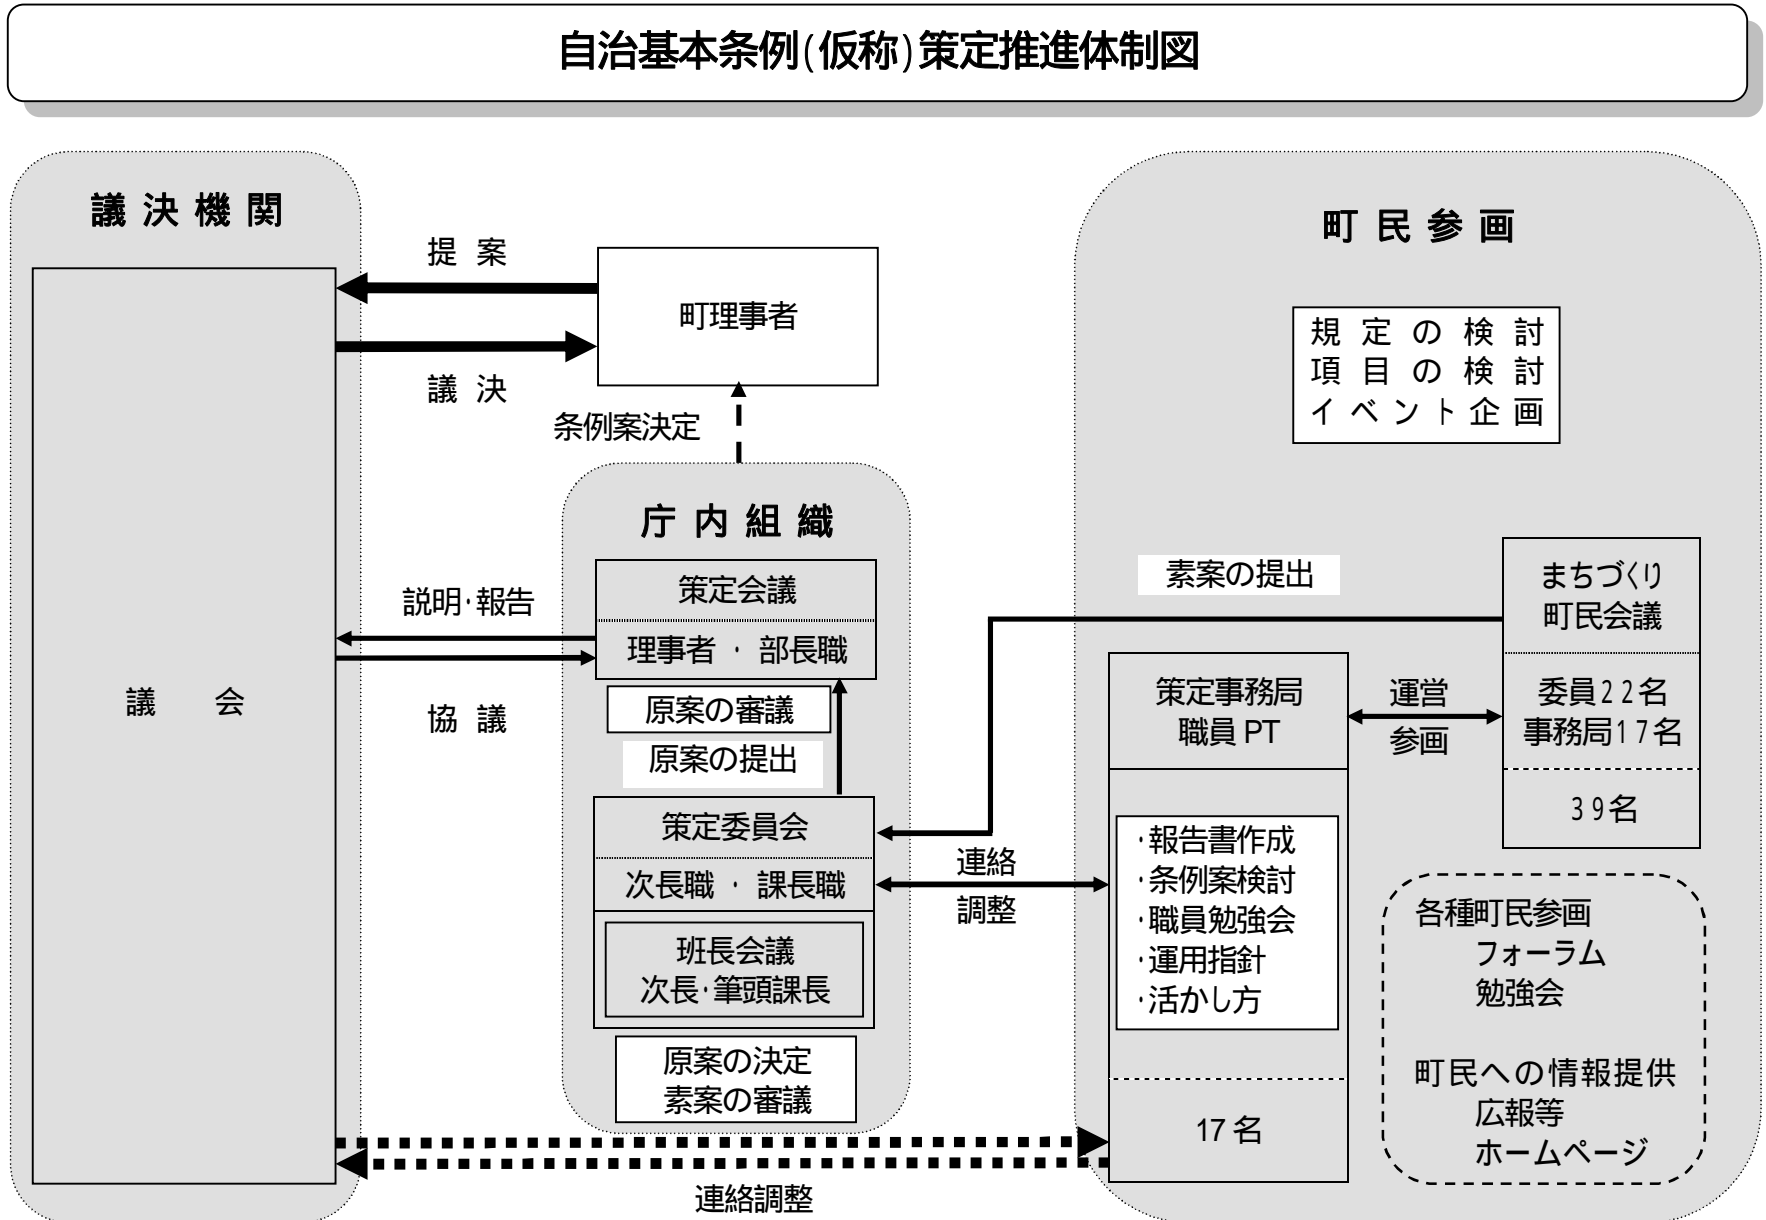 自治基本条例(仮称)策定推進体制図
議決機関
議　会
提案
議決
町理事者
条例案決定
庁内組織
策定会議
理事者・部長職
説明・報告
協議
原案の審議
原案の提出
策定委員会
次長職・課長職
班長会議
次長・筆頭課長
原案の決定
素案の審議
連絡
調整
連絡調整
町民参画
規定の検討
項目の検討
イベント企画
素案の提出
まちづくり
町民会議
委員22名
事務局17名
39名
運営
参画
策定事務局
職員PT
・報告書作成
・条例案検討
・職員勉強会
・運用指針
・活かし方
17名
各種町民参画
フォーラム
勉強会
町民への情報提供
広報等
ホームページ